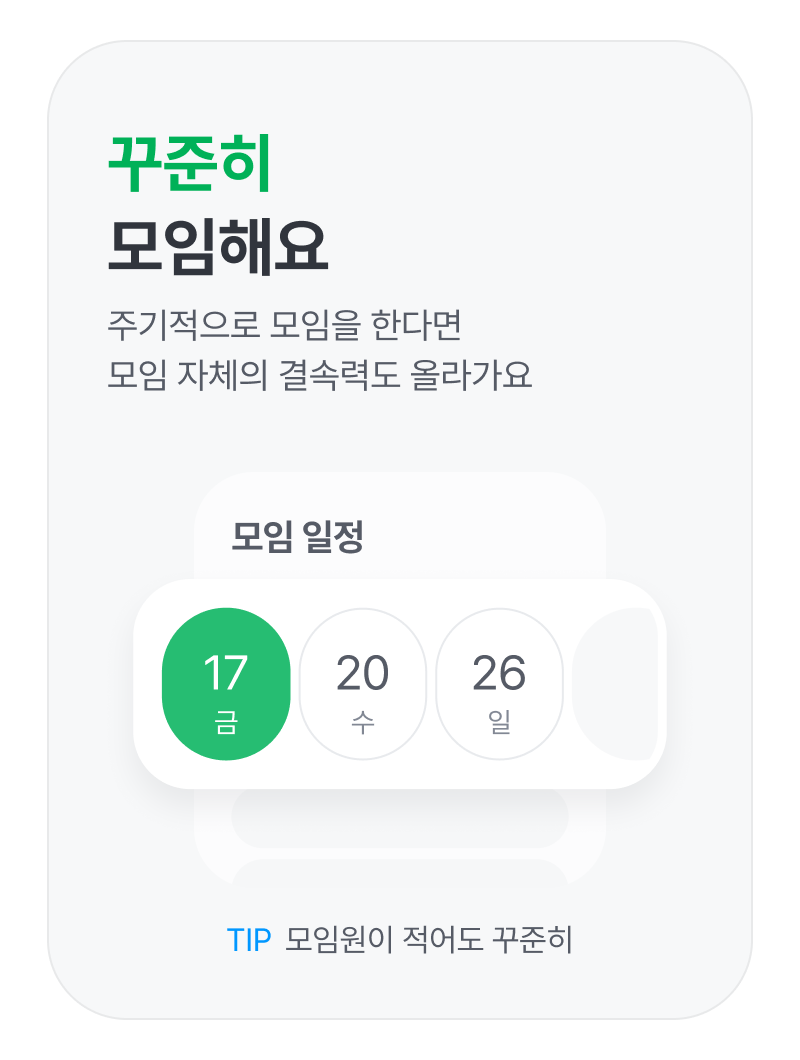 꾸준히
모임해요
주기적으로 모임을 한다면
모임 자체의 결속력도 올라가요
모임 일정
17 20 26
금 수 일
TIP 모임원이 적어도 꾸준히